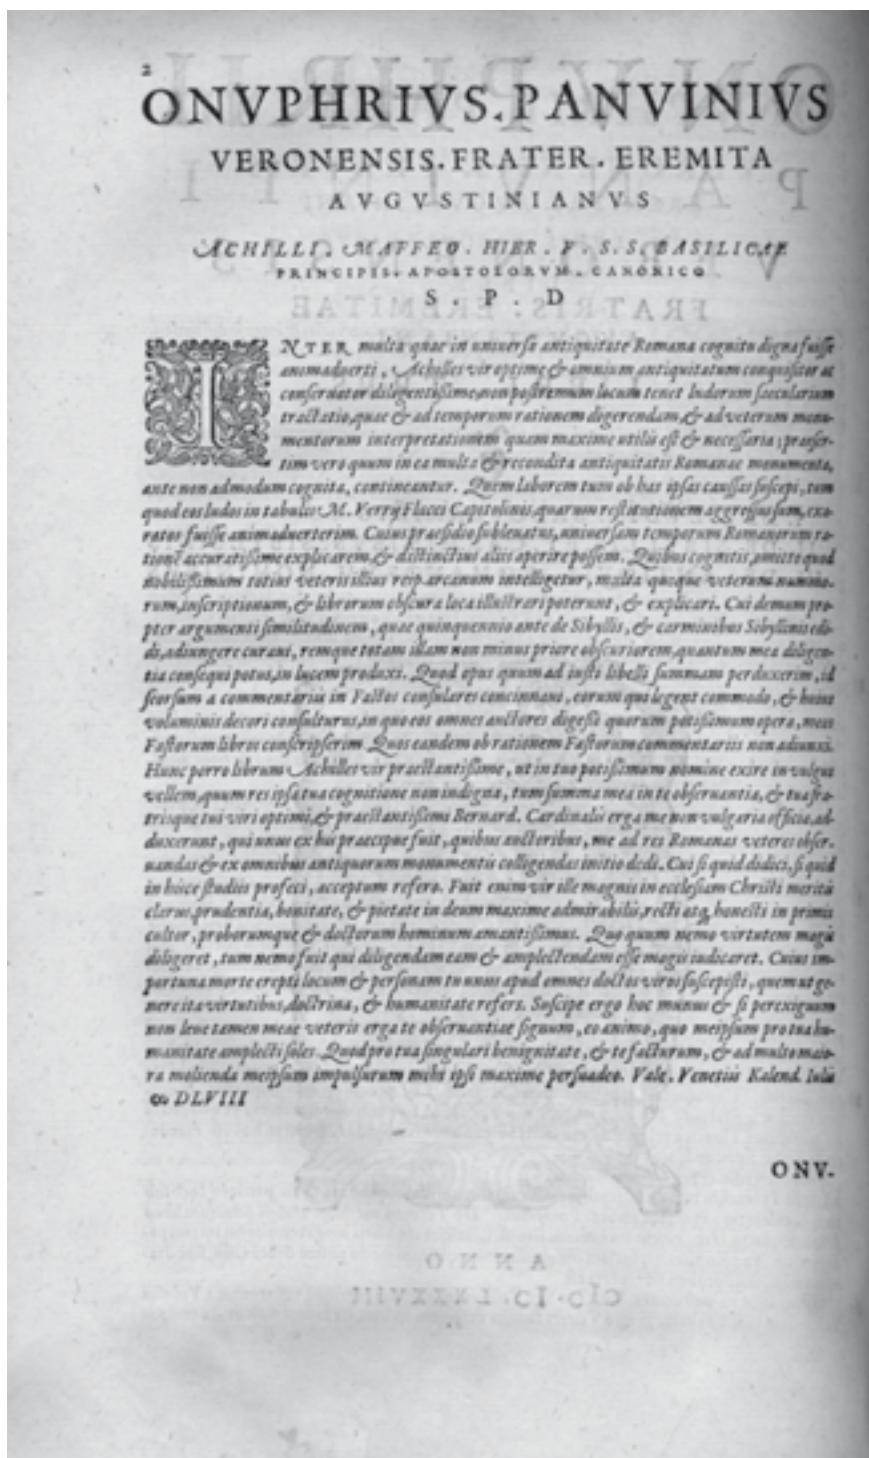 2
ONVPHRIVS. PANVINIVS
VERONENSIS. FRATER. EREMITA
AVGVSTINIANVS
ACHILLI. MAFFEO. HIER. F. S. S. BASILICAE
PRINCIPIS. APOSTOLORVM. CANONICO
S. P. D
INTER multa quae in universa antiquitate Romana cognitu digna fuisse
animadverti, Achilles vir optime & omnium antiquitatum conquisitor ac
conservator diligentissime, non postremum locum tenet ludorum saecularium
tractatio, quae & ad temporum rationem digerendam, & ad veterum monu-
mentorum interpretationem quam maxime utilis est & necessaria; praeser-
tim vero quum in ea multa & recondita antiquitatis Romanae monumenta,
ante non admodum cognita, contineantur. Quem laborem tum ob has ipsas caussas suscepi, tum
quod eos ludos in tabulis M. Verrij Flacci Capitolinis, quarum restitutionem aggressus sum, exa-
ratos fuisse animadverterim. Cuius praesidio sublevatus, universam temporum Romanorum ra-
tionē accuratissime explicarem, & distinctius aliis aperire possem. Quibus cognitis, omitto quod
nobilissimum totius veteris illius reip. arcanum intelligetur, multa quoque veterum nummo-
rum, inscriptionum, & librorum obscura loca illustrari poterunt, & explicari. Cui demum pro-
pter argumenti similitudinem, quae quinquennio ante de Sibyllis, & carminibus Sibyllinis edi-
di, adiungere curavi, remque totam illam non minus priore obscuriorem, quantum mea diligen-
tia consequi potui, in lucem produxi. Quod opus quum ad iusti libelli summam perduxerim, id
seorsum a commentariis in Fastos consulares concinnavi, eorum qui legent commodo, & huius
voluminis decori consulturus, in quo eos omnes auctores digessi quorum potissimum opera, meos
Fastorum libros conscripserim Quos eandem ob rationem Fastorum commentariis non adiunxi.
Hunc porro librum Achilles vir praestantissime, ut in tuo potissimum nomine exire in vulgus
vellem, quum res ipsa tua cognitione non indigna, tum summa mea in te observantia, & tua fra-
trisque tui viri optimi, & praestantissimi Bernard. Cardinalis erga me non vulgaria officia, ad-
duxerunt, qui unus ex his praecipue fuit, quibus auctoribus, me ad res Romanas veteres obser-
uandas & ex omnibus antiquorum monumentis colligendas initio dedi. Cui si quid didici, si quid
in hisce studiis profeci, acceptum refero. Fuit enim vir ille magnis in ecclesiam Christi meritis
clarus, prudentia, bonitate, & pietate in deum maxime admirabilis, recti atq, honesti in primis
cultor, proborumque & doctorum hominum amantissimus. Quo quum nemo virtutem magis
diligeret, tum nemo fuit qui diligendam eam & amplectendam esse magis iudicaret. Cuius im-
portuna morte erepti locum & personam tu unus apud omnes doctos viros suscepisti, quem ut ge-
nere ita virtutibus, doctrina, & humanitate refers. Suscipe ergo hoc munus & si perexiguum
non leve tamen meae veteris erga te observantiae signum, eo animo, quo meipsum pro tua hu-
manitate amplecti soles. Quod pro tua singulari benignitate, & te facturum, & ad multo maio-
ra molienda meipsum impulsurum mihi ipsi maxime persuadeo. Vale. Venetiis Kalend. Iulii
ↀ DLVIII
ONV-